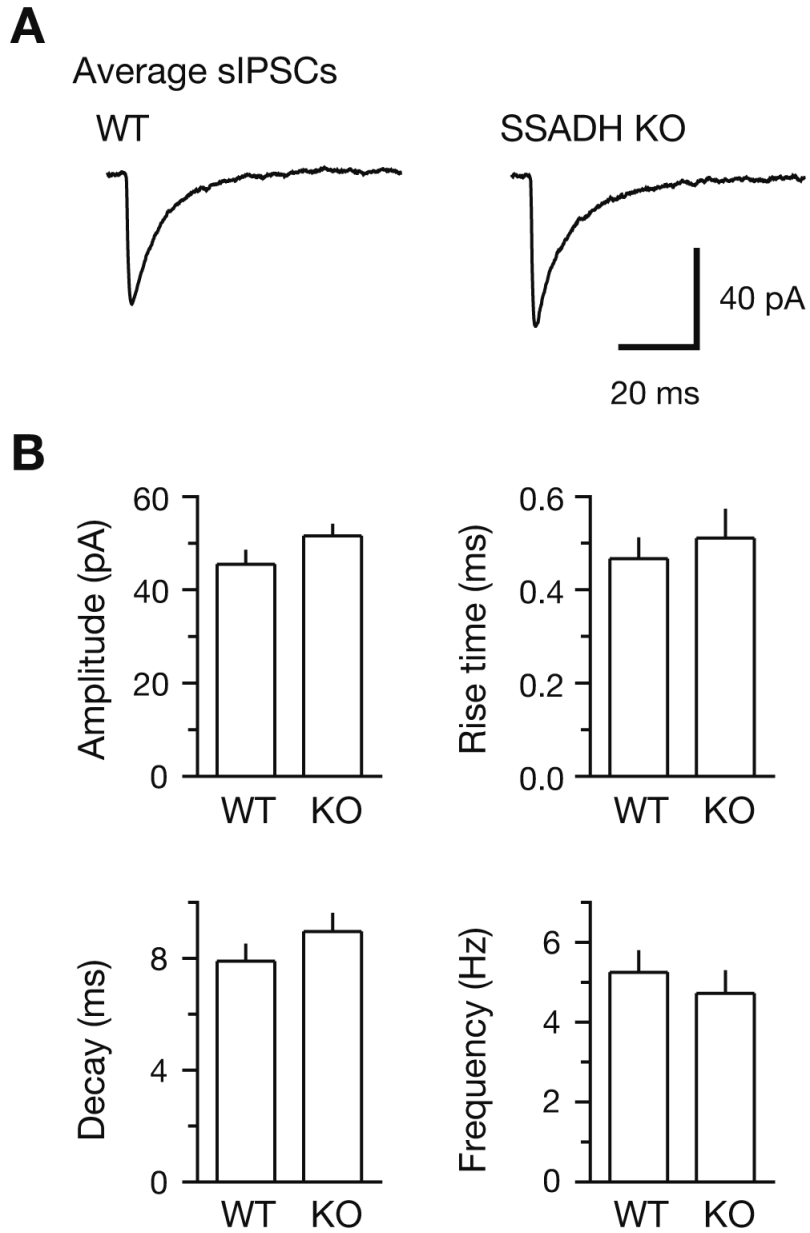 A
Average sIPSCs
WT
SSADH KO
40 pA
20 ms
B
Amplitude (pA)
60
40
20
0
WT KO
Rise time (ms)
0.6
0.4
0.2
0.0
WT KO
Decay (ms)
8
4
0
WT KO
Frequency (Hz)
6
4
2
0
WT KO